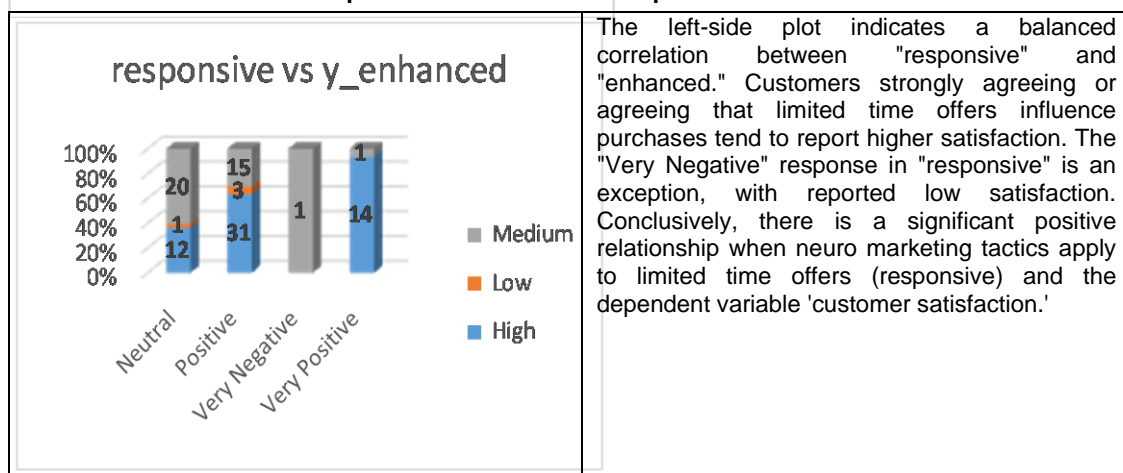 responsive vs y_enhanced
100%
80%
60%
40%
20%
0%
20
1
12
15
3
31
1
1
14
Neutral
Positive
Very Negative
Very Positive
Medium
Low
High
The left-side plot indicates a balanced
correlation between "responsive" and
"enhanced." Customers strongly agreeing or
agreeing that limited time offers influence
purchases tend to report higher satisfaction. The
"Very Negative" response in "responsive" is an
exception, with reported low satisfaction.
Conclusively, there is a significant positive
relationship when neuro marketing tactics apply
to limited time offers (responsive) and the
dependent variable 'customer satisfaction.'